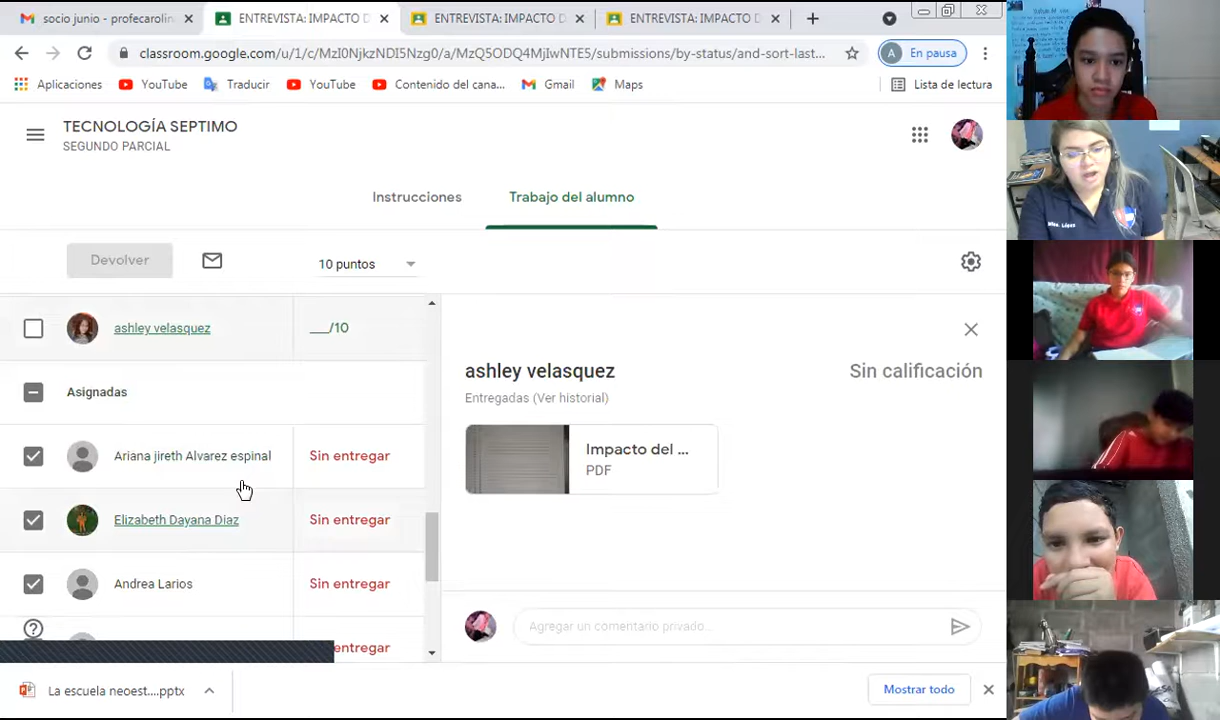 socio junio - profecarolin
ENTREVISTA: IMPACTO D
ENTREVISTA: IMPACTO D
ENTREVISTA: IMPACTO D
classroom.google.com/u/1/c/MzI0NjkzNDI5Nzg0/a/MzQ5ODQ4MjIwNTE5/submissions/by-status/and-sort-last...
A
En pausa
Aplicaciones
YouTube
Traducir
YouTube
Contenido del cana...
Gmail
Maps
Lista de lectura
TECNOLOGÍA SEPTIMO
SEGUNDO PARCIAL
Instrucciones
Trabajo del alumno
Devolver
10 puntos
ashley velasquez
___/10
Asignadas
Ariana jireth Alvarez espinal
Sin entregar
Elizabeth Dayana Diaz
Sin entregar
Andrea Larios
Sin entregar
entregar
ashley velasquez
Sin calificación
Entregadas (Ver historial)
Impacto del ...
PDF
Agregar un comentario privado...
La escuela neoest....pptx
Mostrar todo
Miss. López